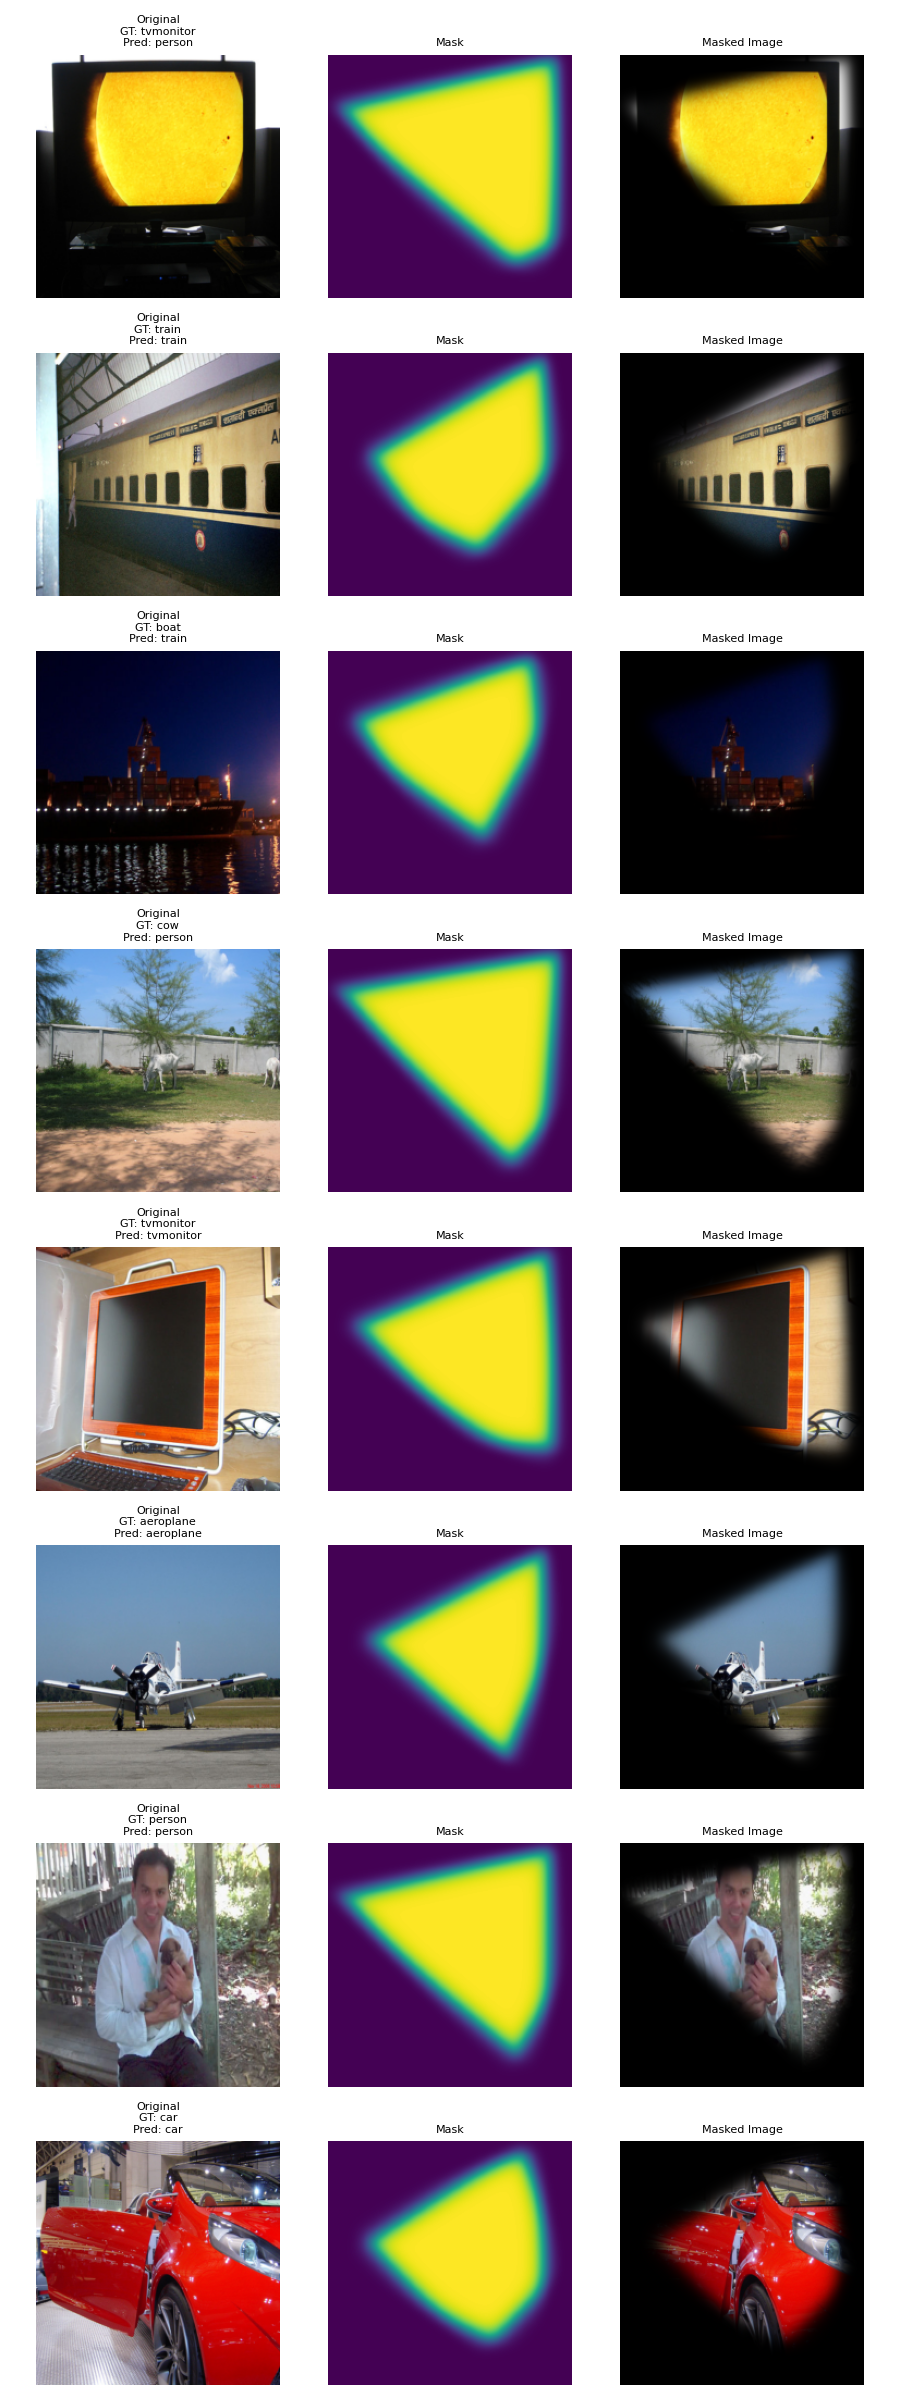 Original
GT: tvmonitor
Pred: person
Mask
Masked Image
Original
GT: train
Pred: train
Mask
Masked Image
Original
GT: boat
Pred: train
Mask
Masked Image
Original
GT: cow
Pred: person
Mask
Masked Image
Original
GT: tvmonitor
Pred: tvmonitor
Mask
Masked Image
Original
GT: aeroplane
Pred: aeroplane
Mask
Masked Image
Original
GT: person
Pred: person
Mask
Masked Image
Original
GT: car
Pred: car
Mask
Masked Image